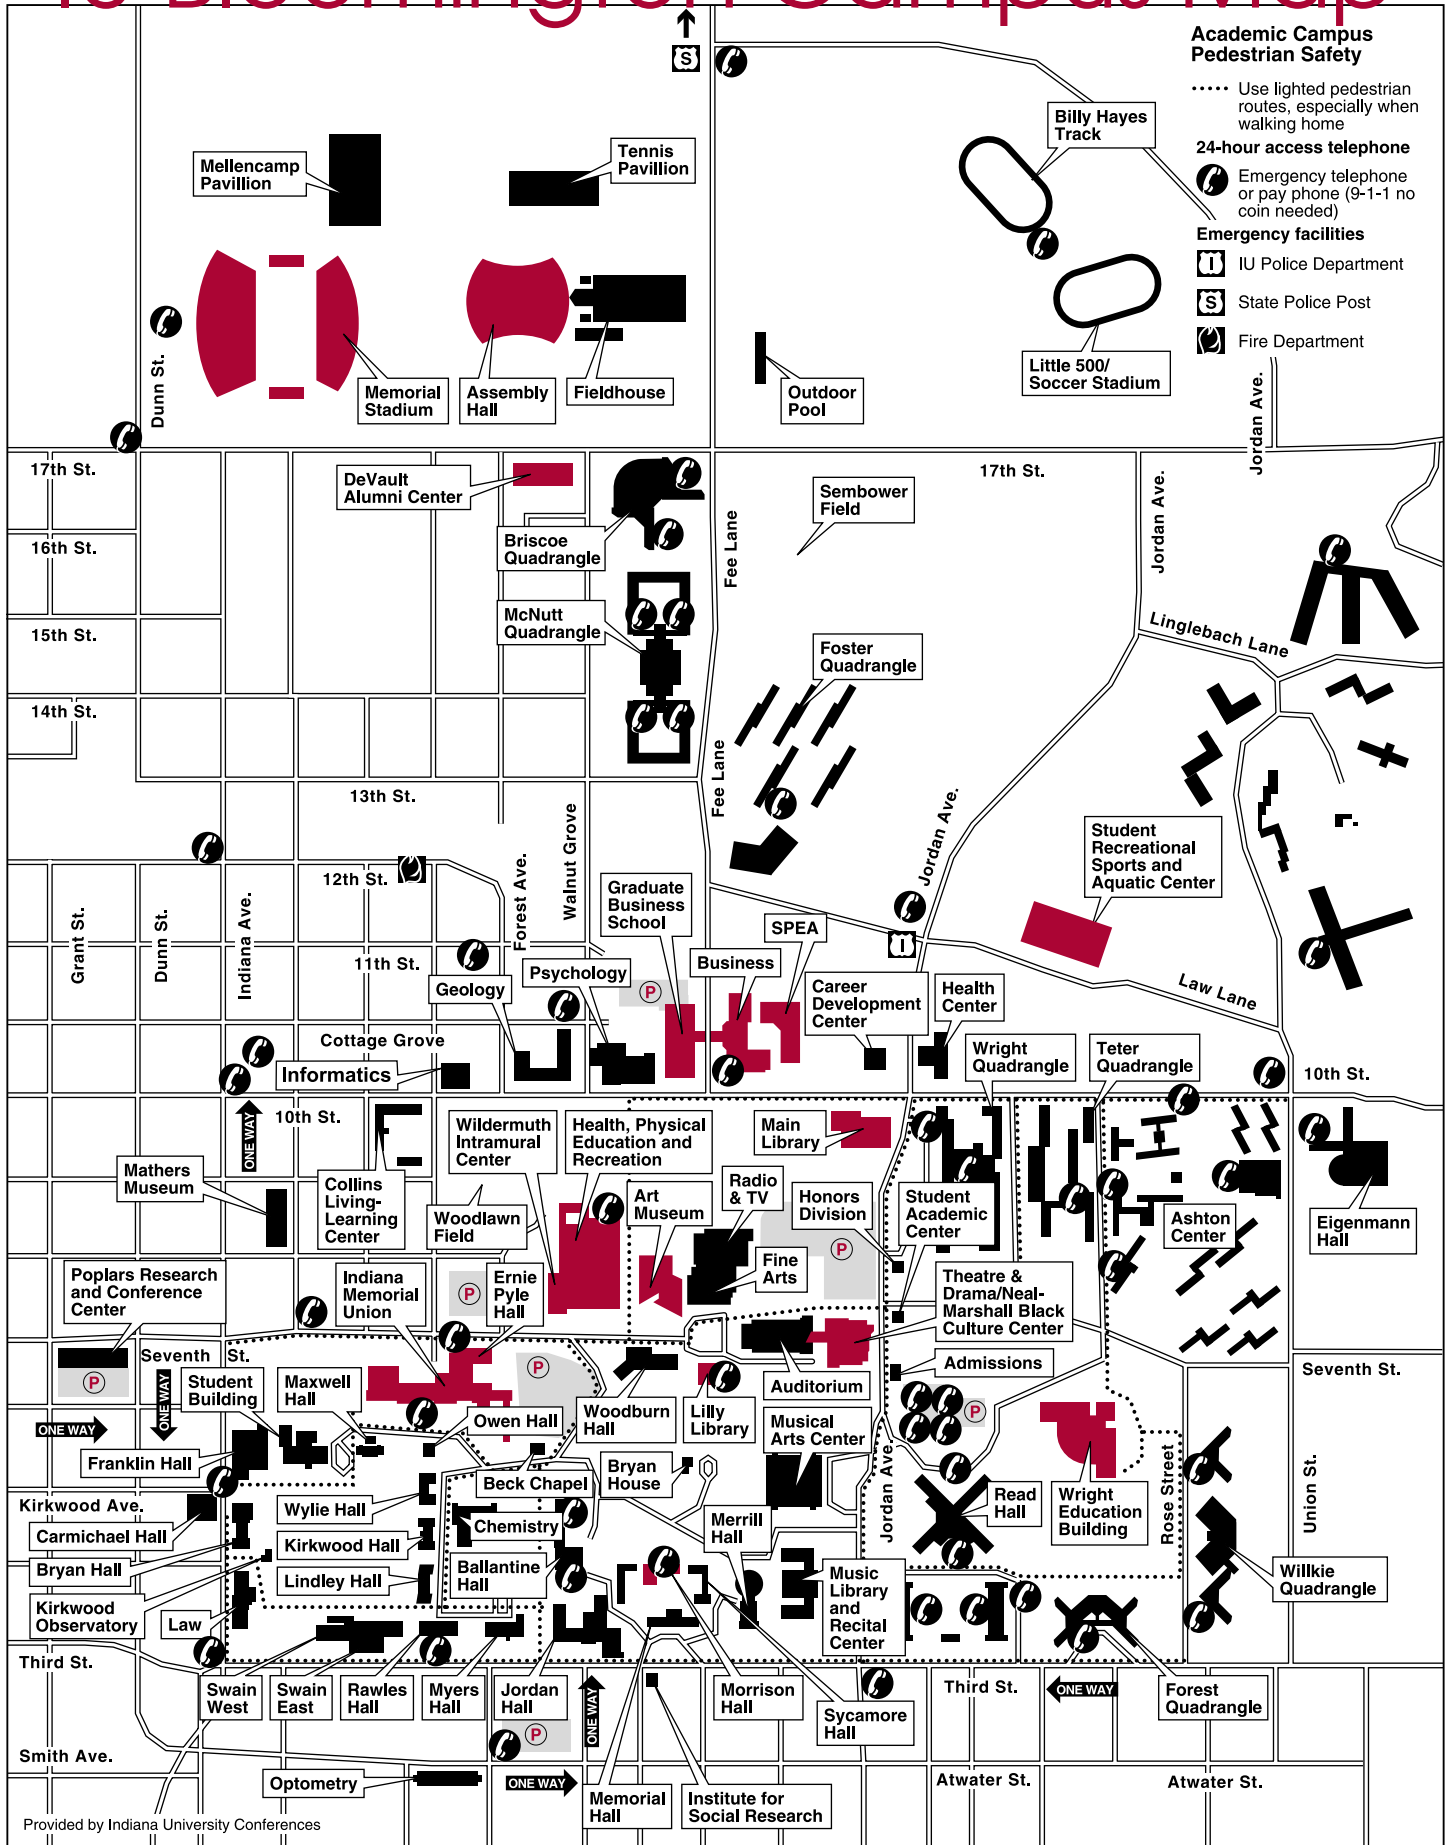 IU Bloomington Campus Map
Academic Campus
Pedestrian Safety
Use lighted pedestrian
routes, especially when
walking home
24-hour access telephone
Emergency telephone
or pay phone (9-1-1 no
coin needed)
Emergency facilities
I
IU Police Department
S
State Police Post
Fire Department
S
Billy Hayes
Track
Mellencamp
Pavillion
Tennis
Pavillion
Dunn St.
Memorial
Stadium
Assembly
Hall
Fieldhouse
Outdoor
Pool
Little 500/
Soccer Stadium
Jordan Ave.
17th St.
DeVault
Alumni Center
Sembower
Field
17th St.
Jordan Ave.
16th St.
Briscoe
Quadrangle
Fee Lane
15th St.
McNutt
Quadrangle
Foster
Quadrangle
Linglebach Lane
14th St.
13th St.
Fee Lane
Walnut Grove
Jordan Ave.
Student
Recreational
Sports and
Aquatic Center
12th St.
Forest Ave.
Graduate
Business
School
SPEA
I
Grant St.
Dunn St.
Indiana Ave.
11th St.
Psychology
Business
Geology
P
Career
Development
Center
Health
Center
Law Lane
Cottage Grove
Informatics
Wright
Quadrangle
Teter
Quadrangle
10th St.
10th St.
ONE WAY
Wildermuth
Intramural
Center
Health, Physical
Education and
Recreation
Main
Library
Mathers
Museum
Collins
Living-
Learning
Center
Woodlawn
Field
Art
Museum
Radio
& TV
Honors
Division
Student
Academic
Center
Ashton
Center
Eigenmann
Hall
P
Fine
Arts
Poplars Research
and Conference
Center
Indiana
Memorial
Union
P
Ernie
Pyle
Hall
Theatre &
Drama/Neal-
Marshall Black
Culture Center
Seventh St.
P
Student
Building
Maxwell
Hall
P
Admissions
Seventh St.
ONE WAY
ONE WAY
Owen Hall
Woodburn
Hall
Lilly
Library
Auditorium
Musical
Arts Center
P
Franklin Hall
Beck Chapel
Bryan
House
Kirkwood Ave.
Wylie Hall
Read
Hall
Wright
Education
Building
Rose Street
Union St.
Carmichael Hall
Chemistry
Merrill
Hall
Jordan Ave.
Kirkwood Hall
Bryan Hall
Ballantine
Hall
Lindley Hall
Music
Library
and
Recital
Center
Willkie
Quadrangle
Kirkwood
Observatory
Law
Third St.
Swain
West
Swain
East
Rawles
Hall
Myers
Hall
Jordan
Hall
ONE WAY
Morrison
Hall
Sycamore
Hall
Third St.
ONE WAY
Forest
Quadrangle
P
Smith Ave.
Optometry
ONE WAY
Memorial
Hall
Institute for
Social Research
Atwater St.
Atwater St.
Provided by Indiana University Conferences